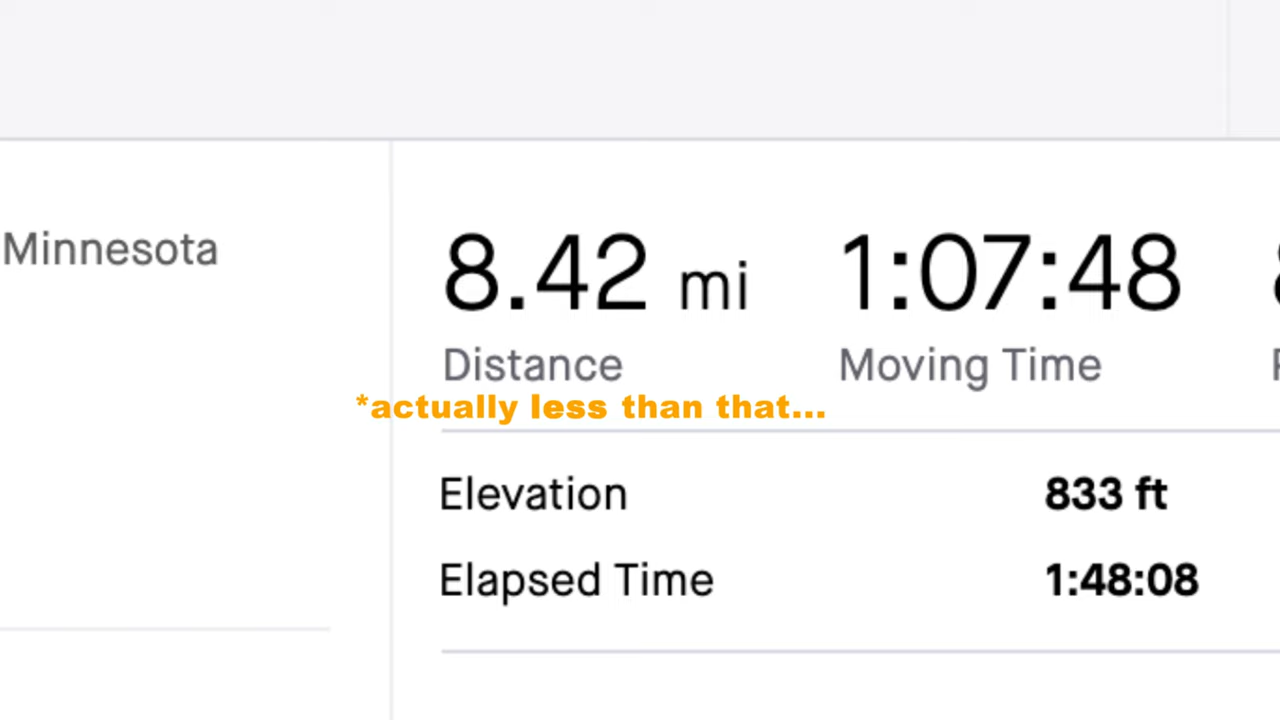 Minnesota
8.42 mi
1:07:48
Distance
Moving Time
*actually less than that...
Elevation
833 ft
Elapsed Time
1:48:08